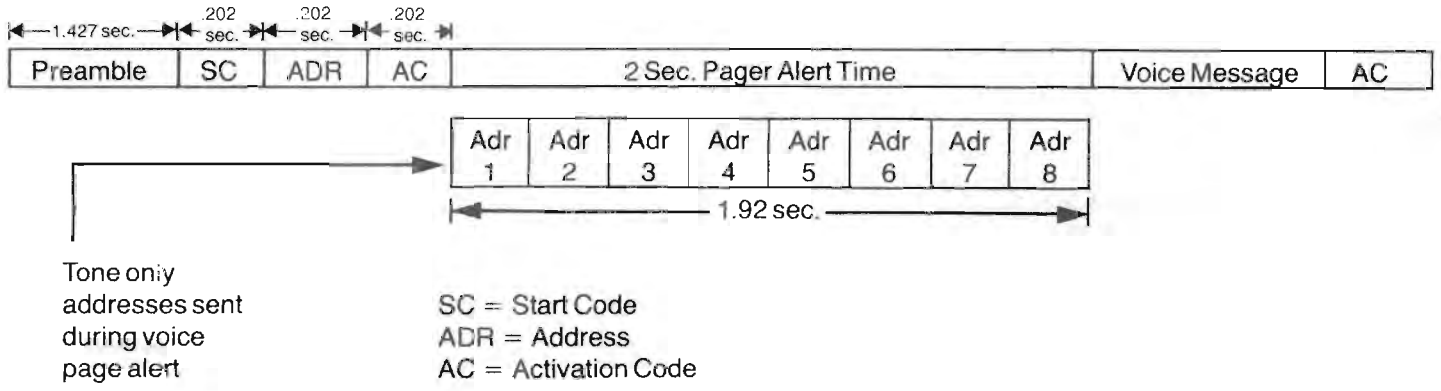 .202 .202 .202
1.427 sec. sec. sec. sec.
Preamble SC ADR AC 2 Sec. Pager Alert Time Voice Message AC
Adr Adr Adr Adr Adr Adr Adr Adr
1 2 3 4 5 6 7 8
1.92 sec.
Tone only
addresses sent
during voice
page alert
SC = Start Code
ADR = Address
AC = Activation Code